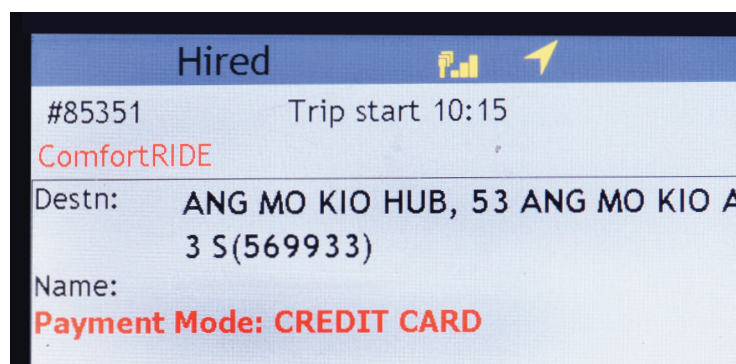 Hired
#85351 Trip start 10:15
ComfortRIDE
Destn: ANG MO KIO HUB, 53 ANG MO KIO A
3 S(569933)
Name:
Payment Mode: CREDIT CARD